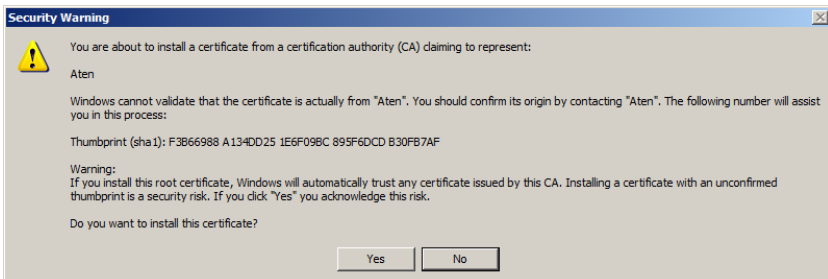 Security Warning
You are about to install a certificate from a certification authority (CA) claiming to represent:
Aten
Windows cannot validate that the certificate is actually from "Aten". You should confirm its origin by contacting "Aten". The following number will assist
you in this process:
Thumbprint (sha1): F3B66988 A134DD25 1E6F09BC 895F6DCD B30FB7AF
Warning:
If you install this root certificate, Windows will automatically trust any certificate issued by this CA. Installing a certificate with an unconfirmed
thumbprint is a security risk. If you click "Yes" you acknowledge this risk.
Do you want to install this certificate?
Yes
No